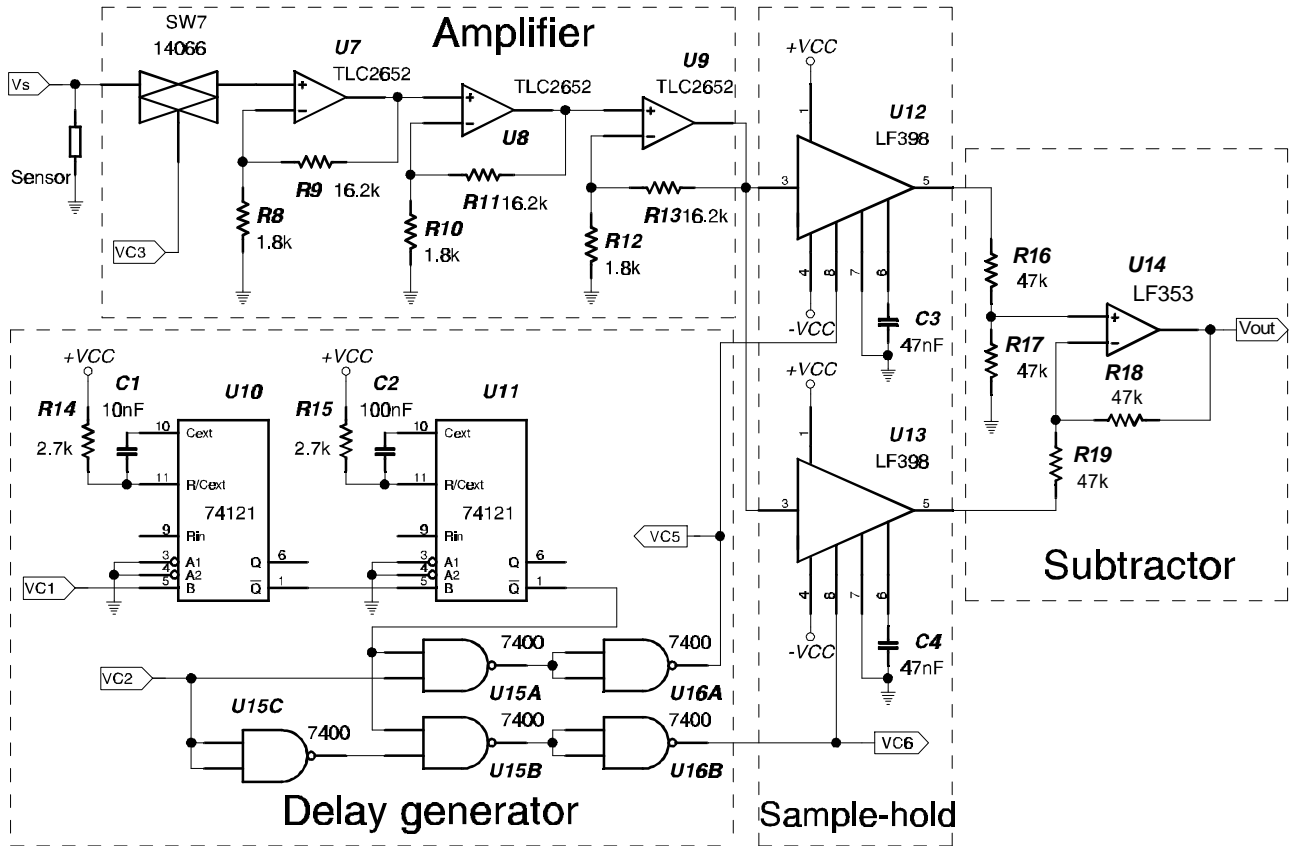 Amplifier
SW7
14066
Vs
Sensor
VC3
U7
TLC2652
+
-
R9 16.2k
R8
1.8k
TLC2652
+
-
U8
R11 16.2k
R10
1.8k
U9
TLC2652
+
-
R13 16.2k
R12
1.8k
+VCC
1
U12
LF398
3
5
4
8
7
6
-VCC
C3
47nF
+VCC
1
U13
LF398
3
5
4
8
7
6
-VCC
C4
47nF
Sample-hold
R16
47k
R17
47k
U14
LF353
+
-
Vout
R18
47k
R19
47k
Subtractor
+VCC
C1
10nF
R14
2.7k
U10
10 Cext
11 R/Cext
74121
9 Rin
3 A1
4 A2
5 B
Q 6
Q 1
VC1
+VCC
C2
100nF
R15
2.7k
U11
10 Cext
11 R/Cext
74121
9 Rin
3 A1
4 A2
5 B
Q 6
Q 1
VC5
VC2
7400
U15A
7400
U16A
U15C
7400
7400
U15B
7400
U16B
VC6
Delay generator